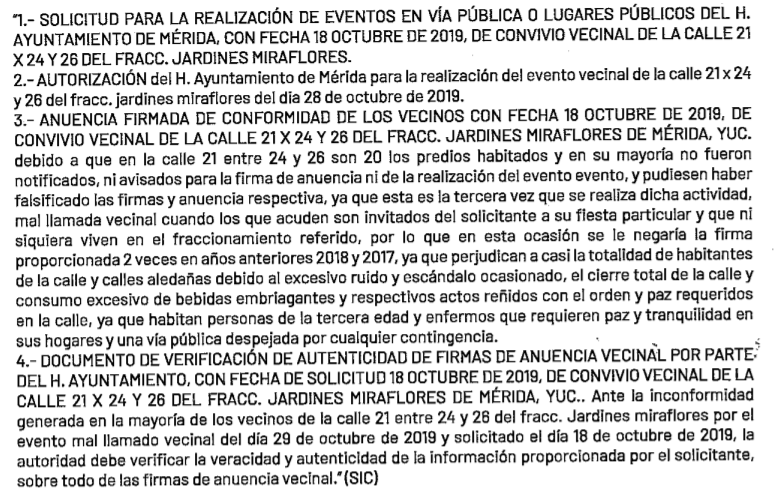 "1.- SOLICITUD PARA LA REALIZACIÓN DE EVENTOS EN VÍA PÚBLICA O LUGARES PÚBLICOS DEL H.
AYUNTAMIENTO DE MÉRIDA, CON FECHA 18 OCTUBRE DE 2019, DE CONVIVIO VECINAL DE LA CALLE 21
X 24 Y 26 DEL FRACC. JARDINES MIRAFLORES.
2.- AUTORIZACIÓN del H. Ayuntamiento de Mérida para la realización del evento vecinal de la calle 21 x 24
y 26 del fracc. jardines miraflores del dia 28 de octubre de 2019.
3.- ANUENCIA FIRMADA DE CONFORMIDAD DE LOS VECINOS CON FECHA 18 OCTUBRE DE 2019, DE
CONVIVIO VECINAL DE LA CALLE 21 X 24 Y 26 DEL FRACC. JARDINES MIRAFLORES DE MÉRIDA, YUC.
debido a que en la calle 21 entre 24 y 26 son 20 los predios habitados y en su mayoría no fueron
notificados, ni avisados para la firma de anuencia ni de la realización del evento evento, y pudiesen haber
falsificado las firmas y anuencia respectiva, ya que esta es la tercera vez que se realiza dicha actividad,
mal llamada vecinal cuando los que acuden son invitados del solicitante a su fiesta particular y que ni
siquiera viven en el fraccionamiento referido, por lo que en esta ocasión se le negaría la firma
proporcionada 2 veces en años anteriores 2018 y 2017, ya que perjudican a casi la totalidad de habitantes
de la calle y calles aledañas debido al excesivo ruido y escándalo ocasionado, el cierre total de la calle y
consumo excesivo de bebidas embriagantes y respectivos actos reñidos con el orden y paz requeridos
en la calle, ya que habitan personas de la tercera edad y enfermos que requieren paz y tranquilidad en
sus hogares y una vía pública despejada por cualquier contingencia.
4.- DOCUMENTO DE VERIFICACIÓN DE AUTENTICIDAD DE FIRMAS DE ANUENCIA VECINAL POR PARTE
DEL H. AYUNTAMIENTO, CON FECHA DE SOLICITUD 18 OCTUBRE DE 2019, DE CONVIVIO VECINAL DE LA
CALLE 21 X 24 Y 26 DEL FRACC. JARDINES MIRAFLORES DE MÉRIDA, YUC.. Ante la inconformidad
generada en la mayoría de los vecinos de la calle 21 entre 24 y 26 del fracc. Jardines miraflores por el
evento mal llamado vecinal del día 29 de octubre de 2019 y solicitado el día 18 de octubre de 2019, la
autoridad debe verificar la veracidad y autenticidad de la información proporcionada por el solicitante,
sobre todo de las firmas de anuencia vecinal." (SIC)